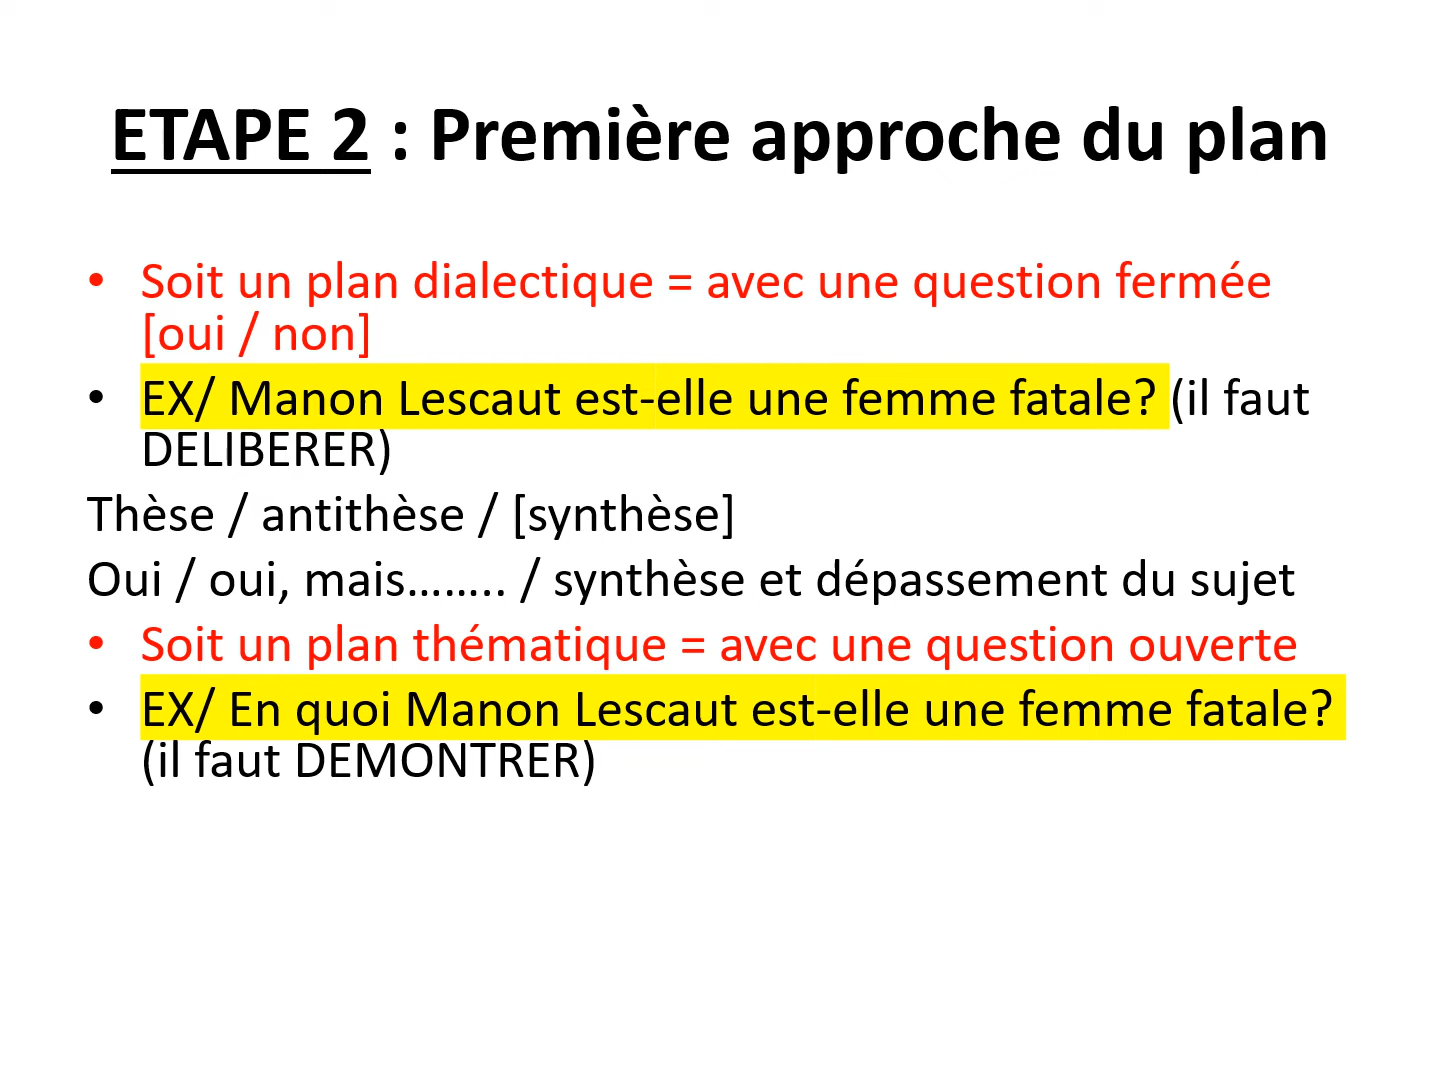 ETAPE 2 : Première approche du plan
• Soit un plan dialectique = avec une question fermée
[oui / non]
• EX/ Manon Lescaut est-elle une femme fatale? (il faut
DELIBERER)
Thèse / antithèse / [synthèse]
Oui / oui, mais…….. / synthèse et dépassement du sujet
• Soit un plan thématique = avec une question ouverte
• EX/ En quoi Manon Lescaut est-elle une femme fatale?
(il faut DEMONTRER)